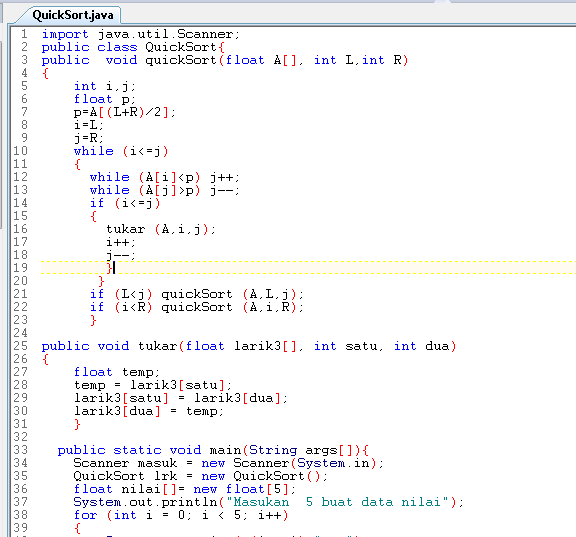 QuickSort.java
1 import java.util.Scanner;
2 public class QuickSort{
3 public  void quickSort(float A[], int L,int R)
4 {
5     int i,j;
6     float p;
7     p=A[(L+R)/2];
8     i=L;
9     j=R;
10     while (i<=j)
11     {
12       while (A[i]<p) j++;
13       while (A[j]>p) j--;
14       if (i<=j)
15       {
16         tukar (A,i,j);
17         i++;
18         j--;
19         }
20        }
21       if (L<j) quickSort (A,L,j);
22       if (i<R) quickSort (A,i,R);
23       }
24
25 public void tukar(float larik3[], int satu, int dua)
26 {
27     float temp;
28     temp = larik3[satu];
29     larik3[satu] = larik3[dua];
30     larik3[dua] = temp;
31     }
32
33   public static void main(String args[]){
34     Scanner masuk = new Scanner(System.in);
35     QuickSort lrk = new QuickSort();
36     float nilai[]= new float[5];
37     System.out.println("Masukan  5 buat data nilai");
38     for (int i = 0; i < 5; i++)
39     {